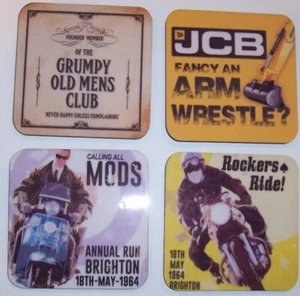 FOUNDER MEMBER
OF THE
GRUMPY
OLD MENS
CLUB
NEVER HAPPY UNLESS COMPLAINING
JCB
FANCY AN
ARM
WRESTLE?
CALLING ALL
MODS
ANNUAL RUN
BRIGHTON
18TH-MAY-1964
Rockers
Ride!
18TH
MAY
1964
BRIGHTON